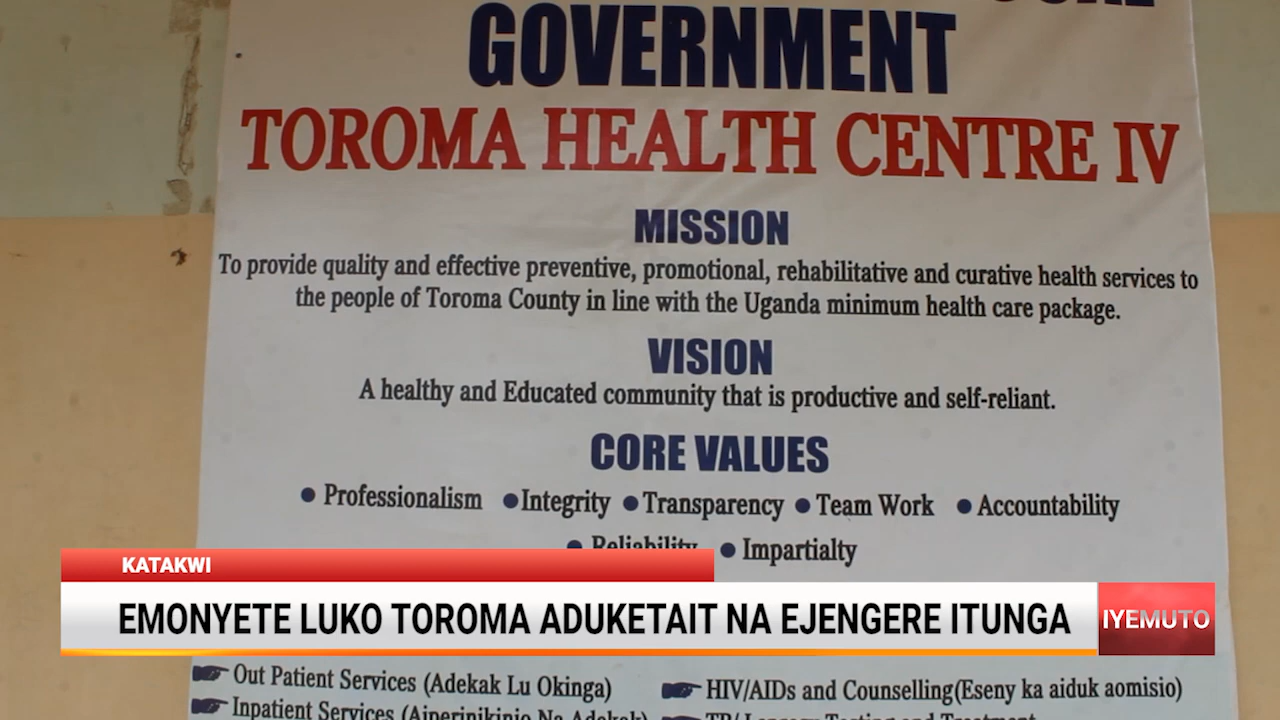 GOVERNMENT
TOROMA HEALTH CENTRE IV
MISSION
To provide quality and effective preventive, promotional, rehabilitative and curative health services to
the people of Toroma County in line with the Uganda minimum health care package.
VISION
A healthy and Educated community that is productive and self-reliant.
CORE VALUES
• Professionalism • Integrity • Transparency • Team Work • Accountability
• Reliability • Impartialty
KATAKWI
EMONYETE LUKO TOROMA ADUKETAIT NA EJENGERE ITUNGA
IYEMUTO
Out Patient Services (Adekak Lu Okinga)
HIV/AIDs and Counselling(Eseny ka aiduk aomisio)
Inpatient Services (Aiperinikinio Na Adekak)